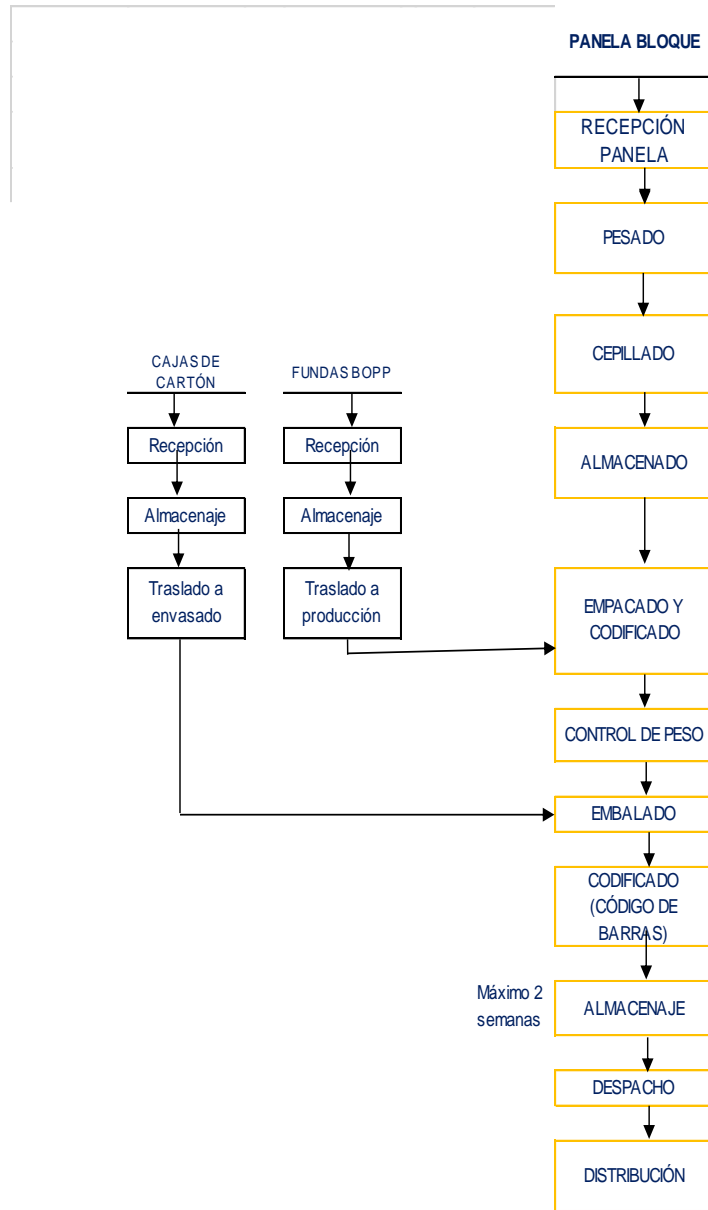 PANELA BLOQUE
RECEPCIÓN
PANELA
PESADO
CEPILLADO
CAJAS DE
CARTÓN
FUNDAS BOPP
Recepción
Recepción
ALMACENADO
Almacenaje
Almacenaje
Traslado a
envasado
Traslado a
producción
EMPACADO Y
CODIFICADO
CONTROL DE PESO
EMBALADO
CODIFICADO
(CÓDIGO DE
BARRAS)
Máximo 2
semanas
ALMACENAJE
DESPACHO
DISTRIBUCIÓN